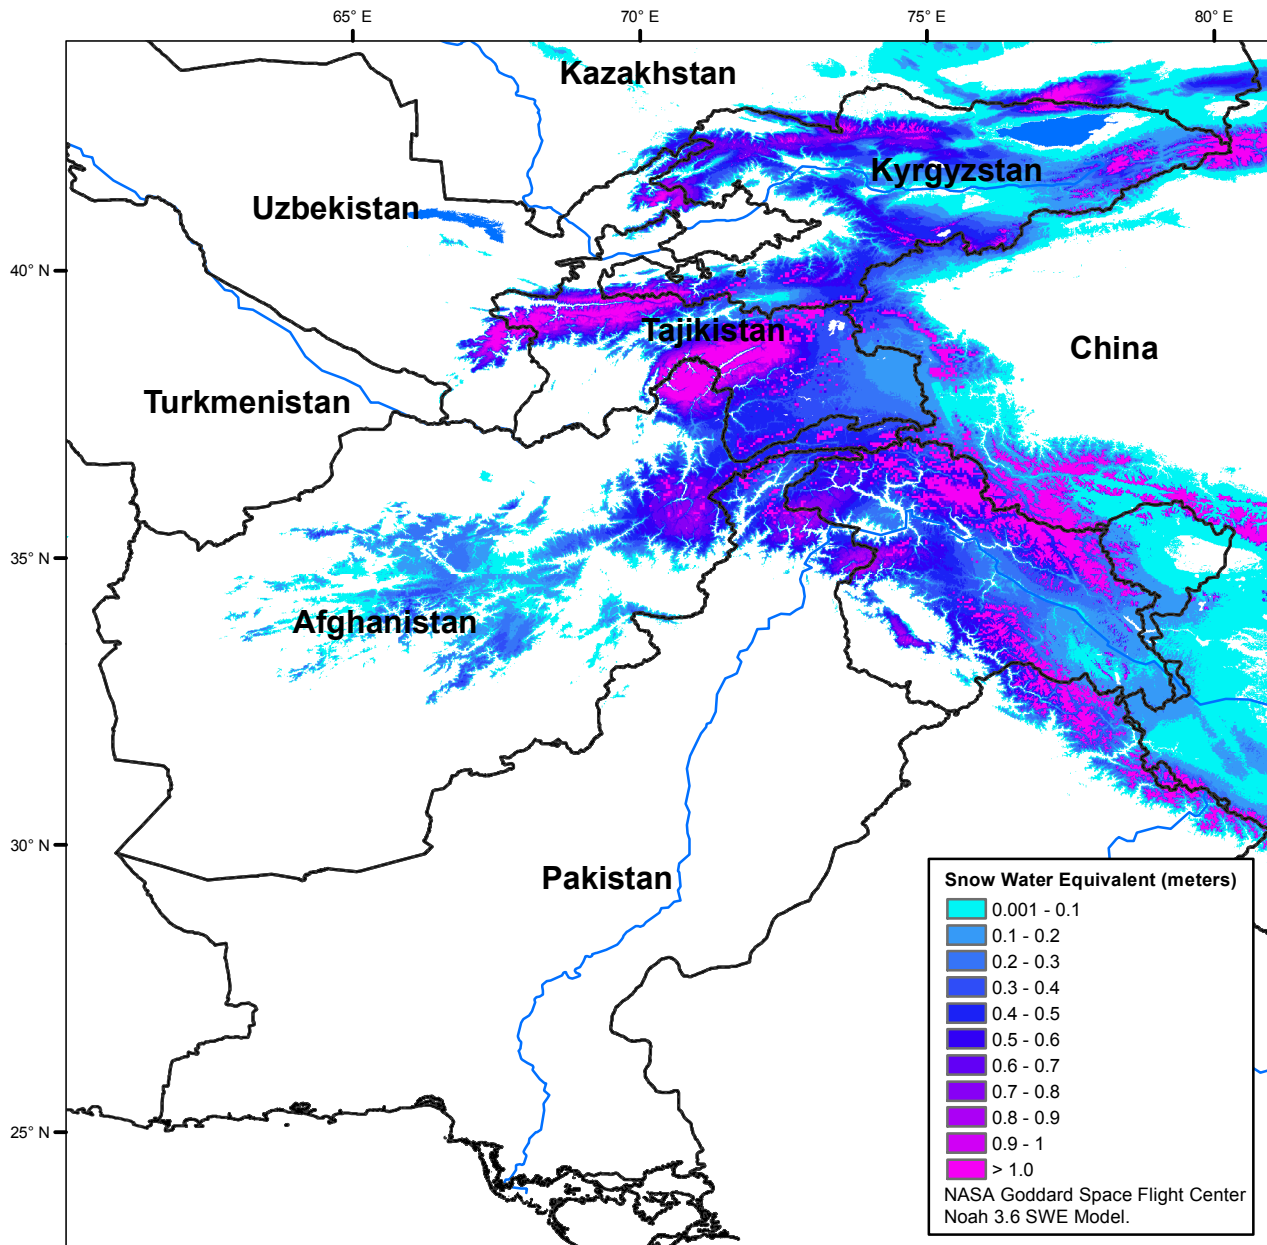 65° E
70° E
75° E
80° E
Kazakhstan
Kyrgyzstan
Uzbekistan
40° N
Tajikistan
China
Turkmenistan
35° N
Afghanistan
30° N
Pakistan
25° N
Snow Water Equivalent (meters)
0.001 - 0.1
0.1 - 0.2
0.2 - 0.3
0.3 - 0.4
0.4 - 0.5
0.5 - 0.6
0.6 - 0.7
0.7 - 0.8
0.8 - 0.9
0.9 - 1
> 1.0
NASA Goddard Space Flight Center
Noah 3.6 SWE Model.